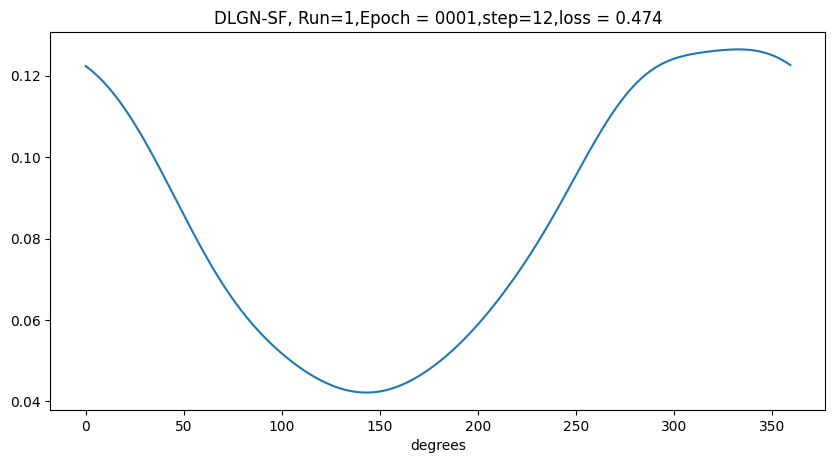 DLGN-SF, Run=1,Epoch = 0001,step=12,loss = 0.474
0.12
0.10
0.08
0.06
0.04
0 50 100 150 200 250 300 350
degrees